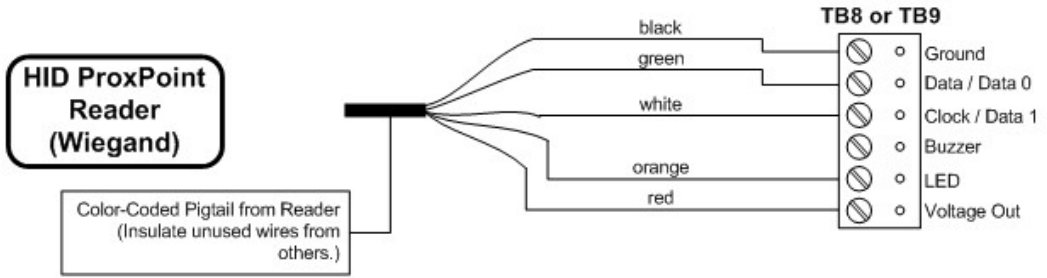 TB8 or TB9
black
Ground
green
Data / Data 0
HID ProxPoint
Reader
(Wiegand)
white
Clock / Data 1
Buzzer
orange
LED
red
Voltage Out
Color-Coded Pigtail from Reader
(Insulate unused wires from
others.)